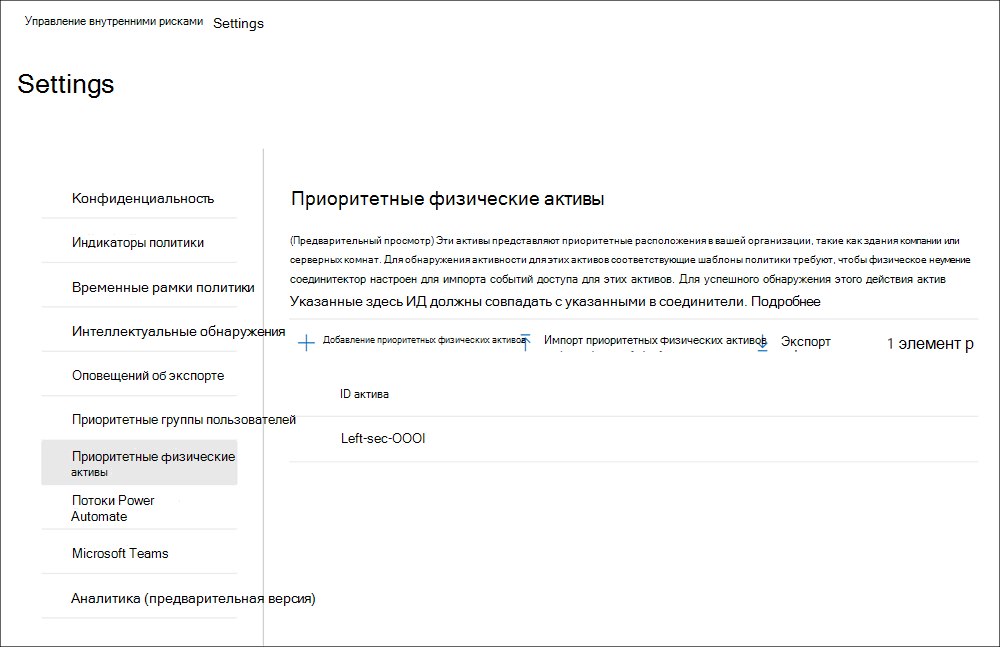 Управление внутренними рисками Settings
Settings
Конфиденциальность
Индикаторы политики
Временные рамки политики
Интеллектуальные обнаружения
Оповещений об экспорте
Приоритетные группы пользователей
Приоритетные физические
активы
Потоки Power
Automate
Microsoft Teams
Аналитика (предварительная версия)
Приоритетные физические активы
(Предварительный просмотр) Эти активы представляют приоритетные расположения в вашей организации, такие как здания компании или
серверных комнат. Для обнаружения активности для этих активов соответствующие шаблоны политики требуют, чтобы физическое неумение
соединитектор настроен для импорта событий доступа для этих активов. Для успешного обнаружения этого действия актив
Указанные здесь ИД должны совпадать с указанными в соединители. Подробнее
Добавление приоритетных физических активов Импорт приоритетных физических активов Экспорт 1 элемент р
ID актива
Left-sec-OOOI